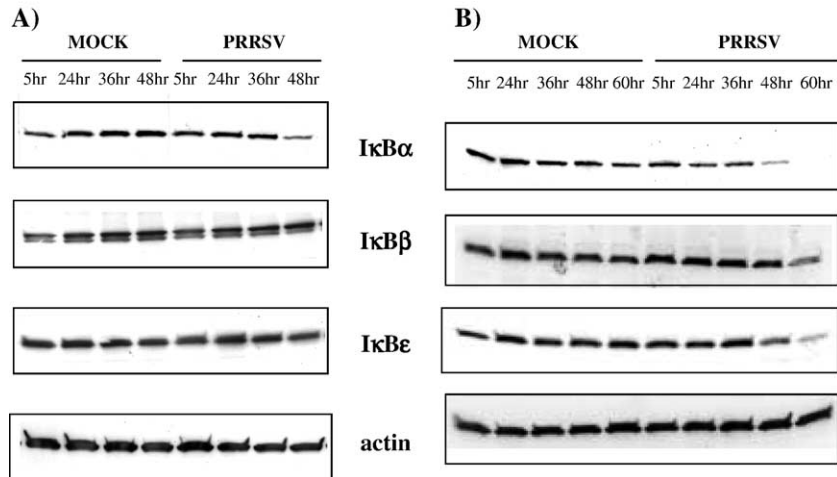 A)
MOCK PRRSV
5hr 24hr 36hr 48hr 5hr 24hr 36hr 48hr
B)
MOCK PRRSV
5hr 24hr 36hr 48hr 60hr 5hr 24hr 36hr 48hr 60hr
IκBα
IκBβ
IκBε
actin